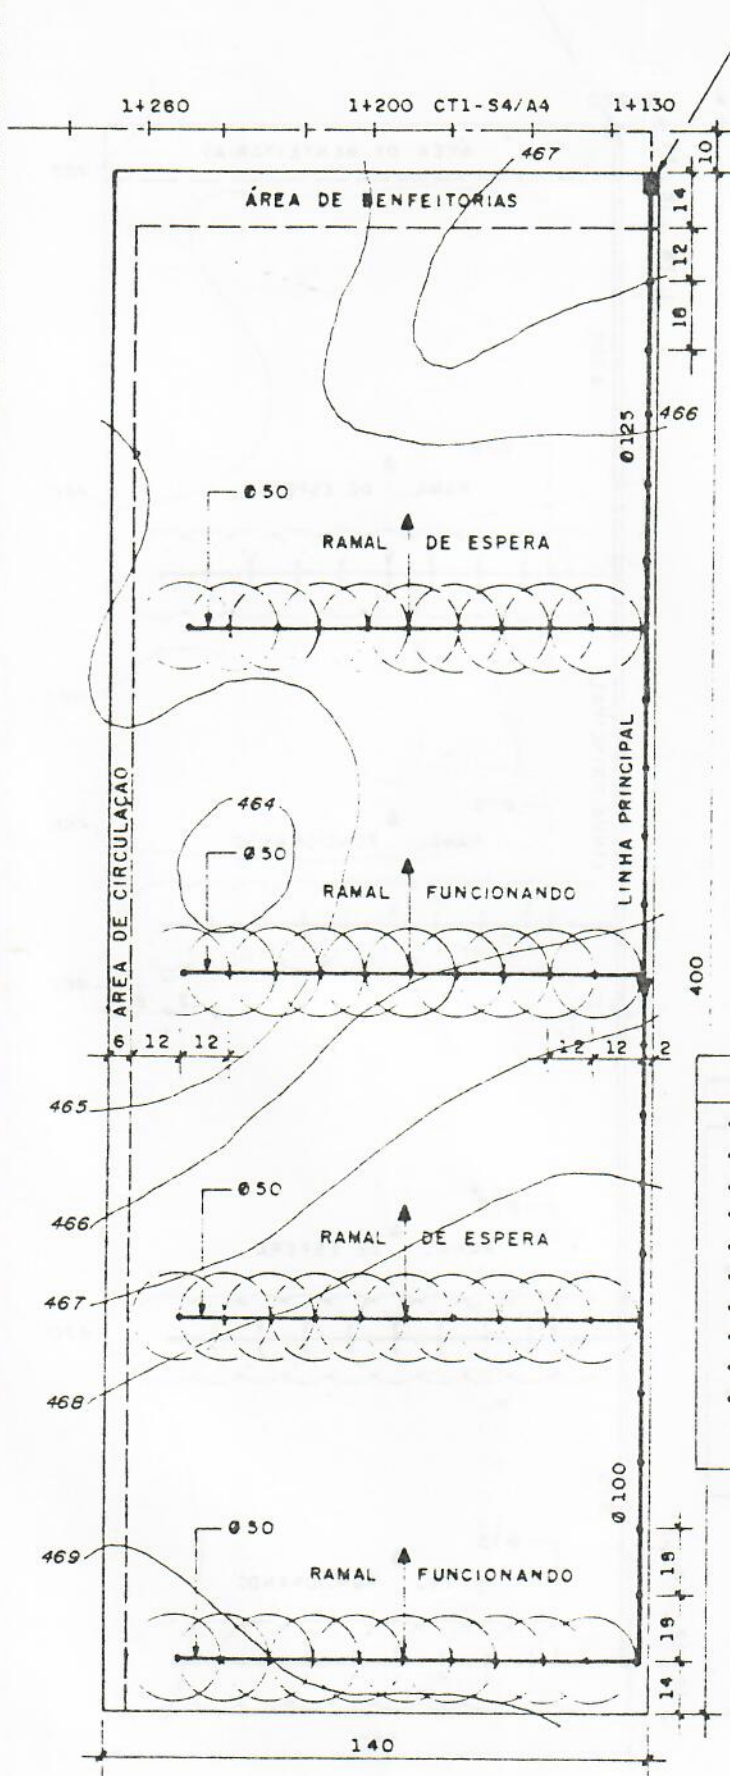 1+260 1+200 CT1-S4/A4 1+130
467
10
ÁREA DE BENFEITORIAS
14
12
18
466
Ø125
Ø50
RAMAL DE ESPERA
LINHA PRINCIPAL
ÁREA DE CIRCULAÇÃO
464
Ø50
RAMAL FUNCIONANDO
400
6 12 12 12 12 2
465
466
Ø50
RAMAL DE ESPERA
467
468
Ø100
Ø50
469
RAMAL FUNCIONANDO
18
18
14
140